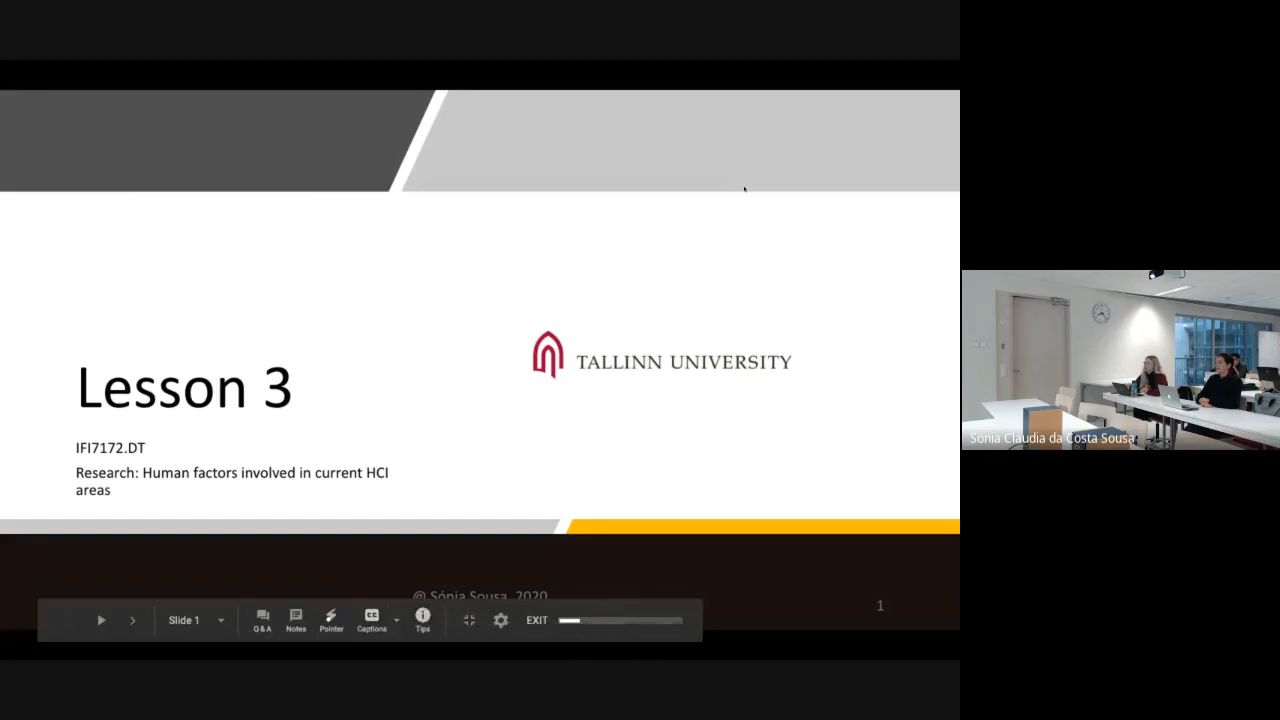 TALLINN UNIVERSITY
Lesson 3
IFI7172.DT
Research: Human factors involved in current HCI
areas
@ Sónia Sousa, 2020
1
Slide 1
Q & A
Notes
Pointer
CC
Captions
Tips
EXIT
Sonia Claudia da Costa Sousa